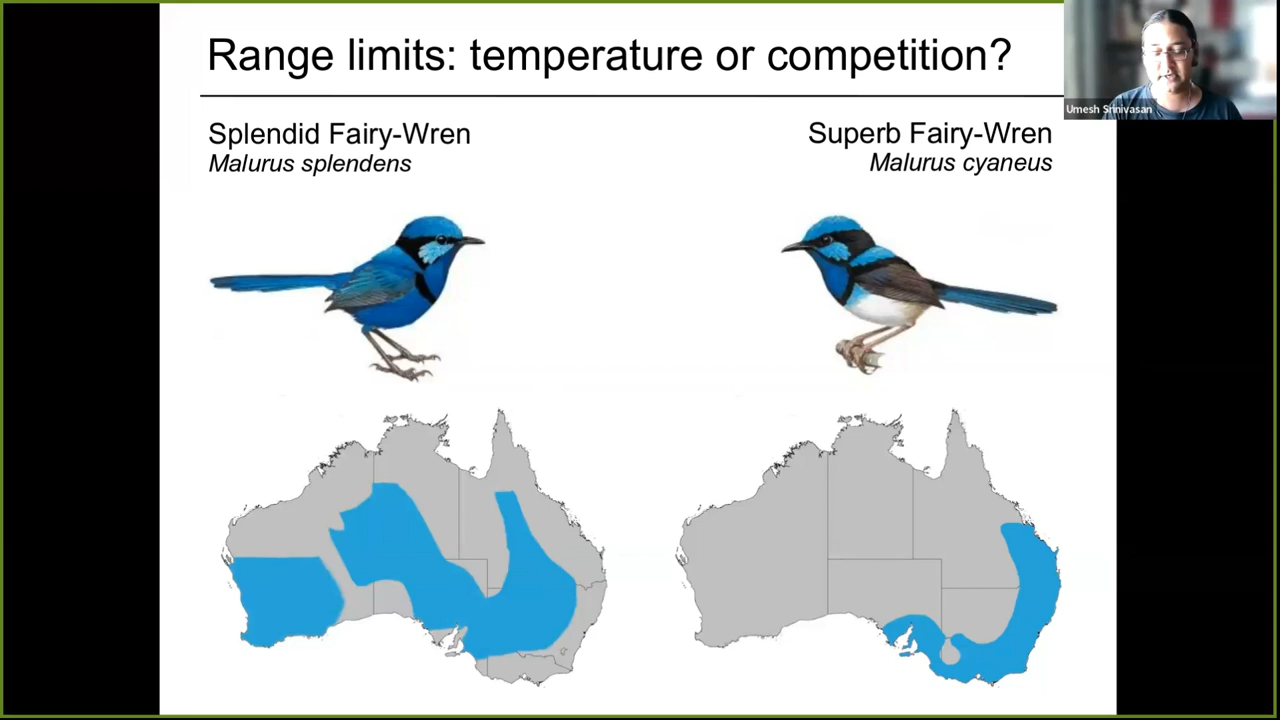 Range limits: temperature or competition?
Umesh Srinivasan
Splendid Fairy-Wren
Malurus splendens
Superb Fairy-Wren
Malurus cyaneus